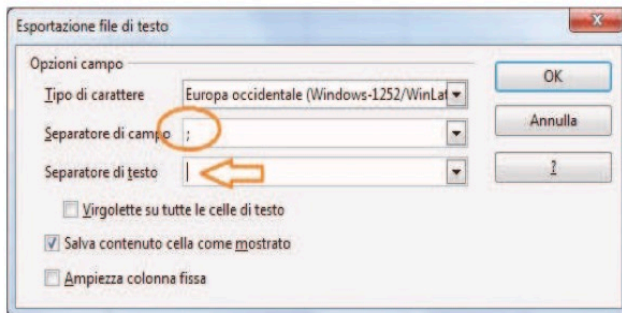 Esportazione file di testo
Opzioni campo
Tipo di carattere Europa occidentale (Windows-1252/WinLat
OK
Separatore di campo ;
Annulla
Separatore di testo
?
Virgolette su tutte le celle di testo
Salva contenuto cella come mostrato
Ampiezza colonna fissa